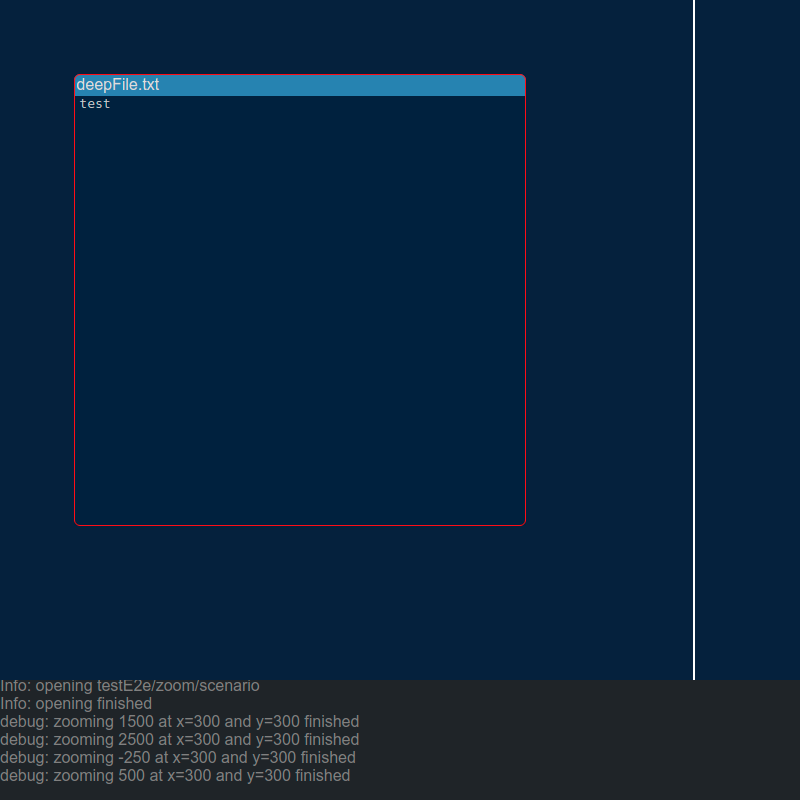 deepFile.txt
test
Info: opening testE2e/zoom/scenario
Info: opening finished
debug: zooming 1500 at x=300 and y=300 finished
debug: zooming 2500 at x=300 and y=300 finished
debug: zooming -250 at x=300 and y=300 finished
debug: zooming 500 at x=300 and y=300 finished